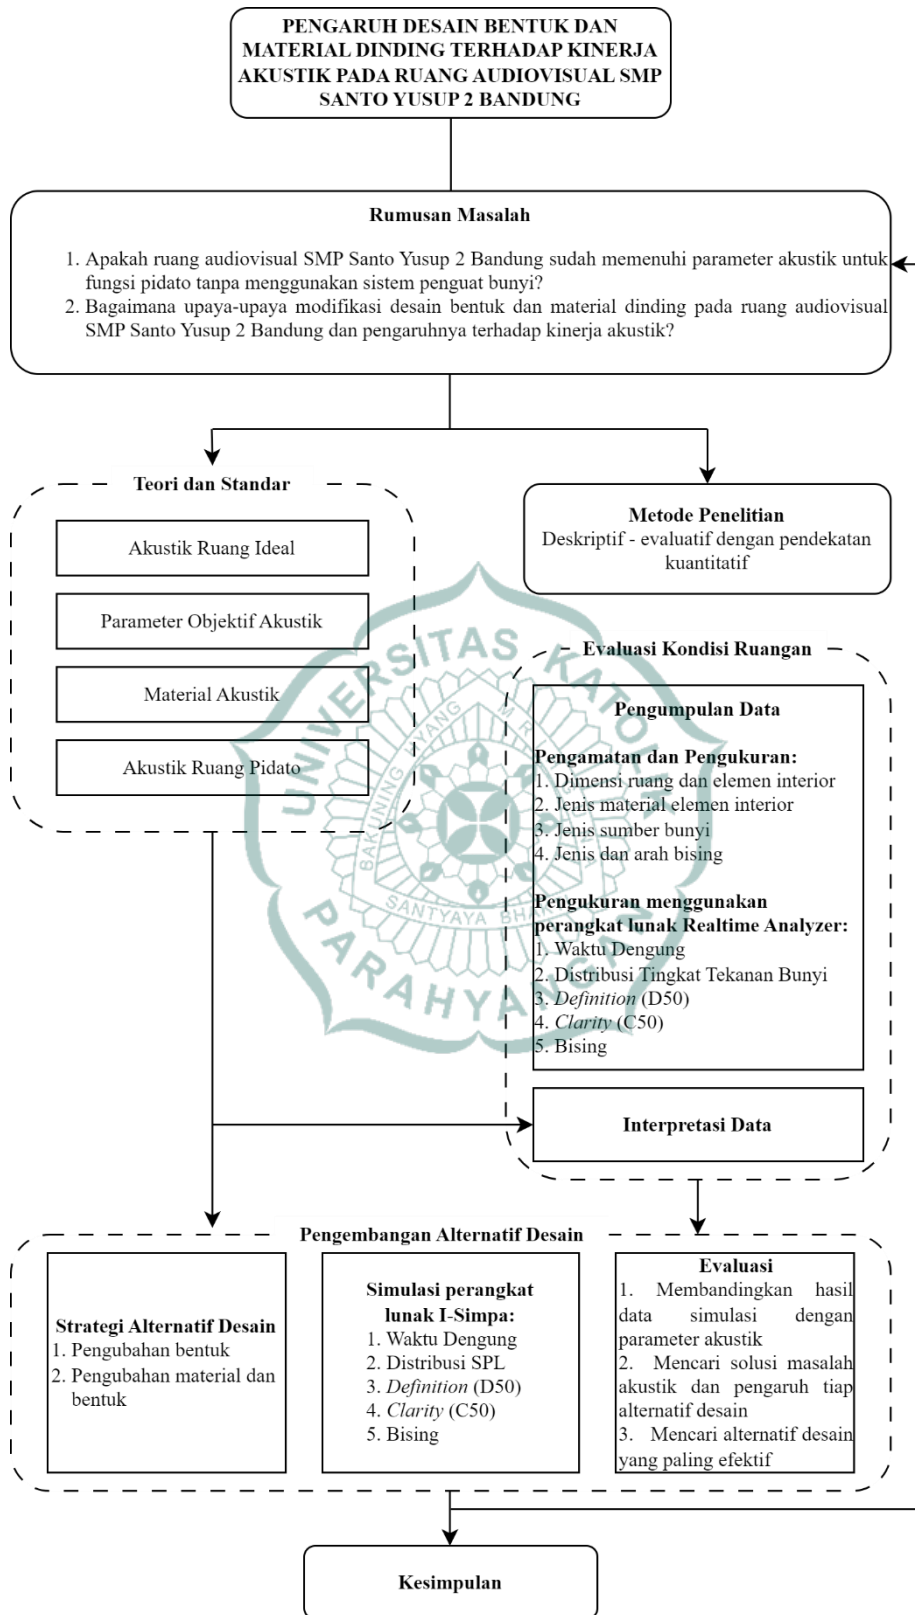 PENGARUH DESAIN BENTUK DAN
MATERIAL DINDING TERHADAP KINERJA
AKUSTIK PADA RUANG AUDIOVISUAL SMP
SANTO YUSUP 2 BANDUNG
Rumusan Masalah
1. Apakah ruang audiovisual SMP Santo Yusup 2 Bandung sudah memenuhi parameter akustik untuk
fungsi pidato tanpa menggunakan sistem penguat bunyi?
2. Bagaimana upaya-upaya modifikasi desain bentuk dan material dinding pada ruang audiovisual
SMP Santo Yusup 2 Bandung dan pengaruhnya terhadap kinerja akustik?
Teori dan Standar
Akustik Ruang Ideal
Parameter Objektif Akustik
Material Akustik
Akustik Ruang Pidato
Metode Penelitian
Deskriptif - evaluatif dengan pendekatan
kuantitatif
Evaluasi Kondisi Ruangan
Pengumpulan Data
Pengamatan dan Pengukuran:
1. Dimensi ruang dan elemen interior
2. Jenis material elemen interior
3. Jenis sumber bunyi
4. Jenis dan arah bising
Pengukuran menggunakan
perangkat lunak Realtime Analyzer:
1. Waktu Dengung
2. Distribusi Tingkat Tekanan Bunyi
3. Definition (D50)
4. Clarity (C50)
5. Bising
Interpretasi Data
UNIVERSITAS KATOLIK
PARAHYANGAN
SANTYAYA
Pengembangan Alternatif Desain
Strategi Alternatif Desain
1. Pengubahan bentuk
2. Pengubahan material dan
bentuk
Simulasi perangkat
lunak I-Simpa:
1. Waktu Dengung
2. Distribusi SPL
3. Definition (D50)
4. Clarity (C50)
5. Bising
Evaluasi
1. Membandingkan hasil
data simulasi dengan
parameter akustik
2. Mencari solusi masalah
akustik dan pengaruh tiap
alternatif desain
3. Mencari alternatif desain
yang paling efektif
Kesimpulan